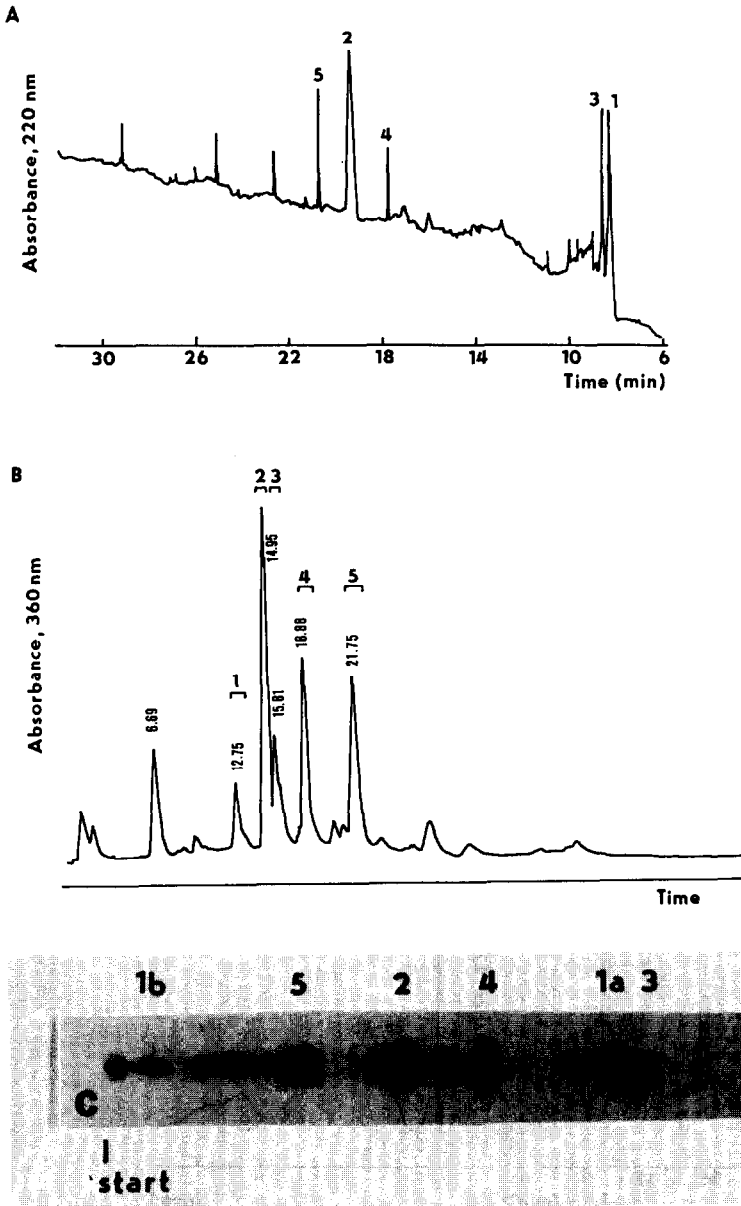 A
Absorbance, 220 nm
2
5
4
3 1
30 26 22 18 14 10 6
Time (min)
B
Absorbance, 360 nm
2 3
4
5
1
6.69
12.75
14.95
15.81
18.88
21.75
Time
1b 5 2 4 1a 3
C
start